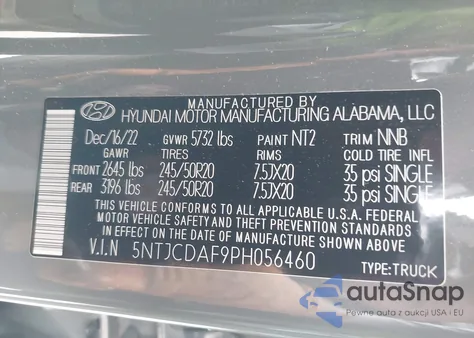 MANUFACTURED BY
HYUNDAI MOTOR MANUFACTURING ALABAMA, LLC
Dec/16/22 GVWR 5732 lbs PAINT NT2 TRIM NNB
GAWR TIRES RIMS COLD TIRE INFL
FRONT 2645 lbs 245/50R20 7.5JX20 35 psi SINGLE
REAR 3196 lbs 245/50R20 7.5JX20 35 psi SINGLE
THIS VEHICLE CONFORMS TO ALL APPLICABLE U.S.A. FEDERAL
MOTOR VEHICLE SAFETY AND THEFT PREVENTION STANDARDS
IN EFFECT ON THE DATE OF MANUFACTURE SHOWN ABOVE.
V.I.N 5NTJCDAF9PH056460
TYPE:TRUCK
autoSnap
Pewne auta z aukcji USA - EU